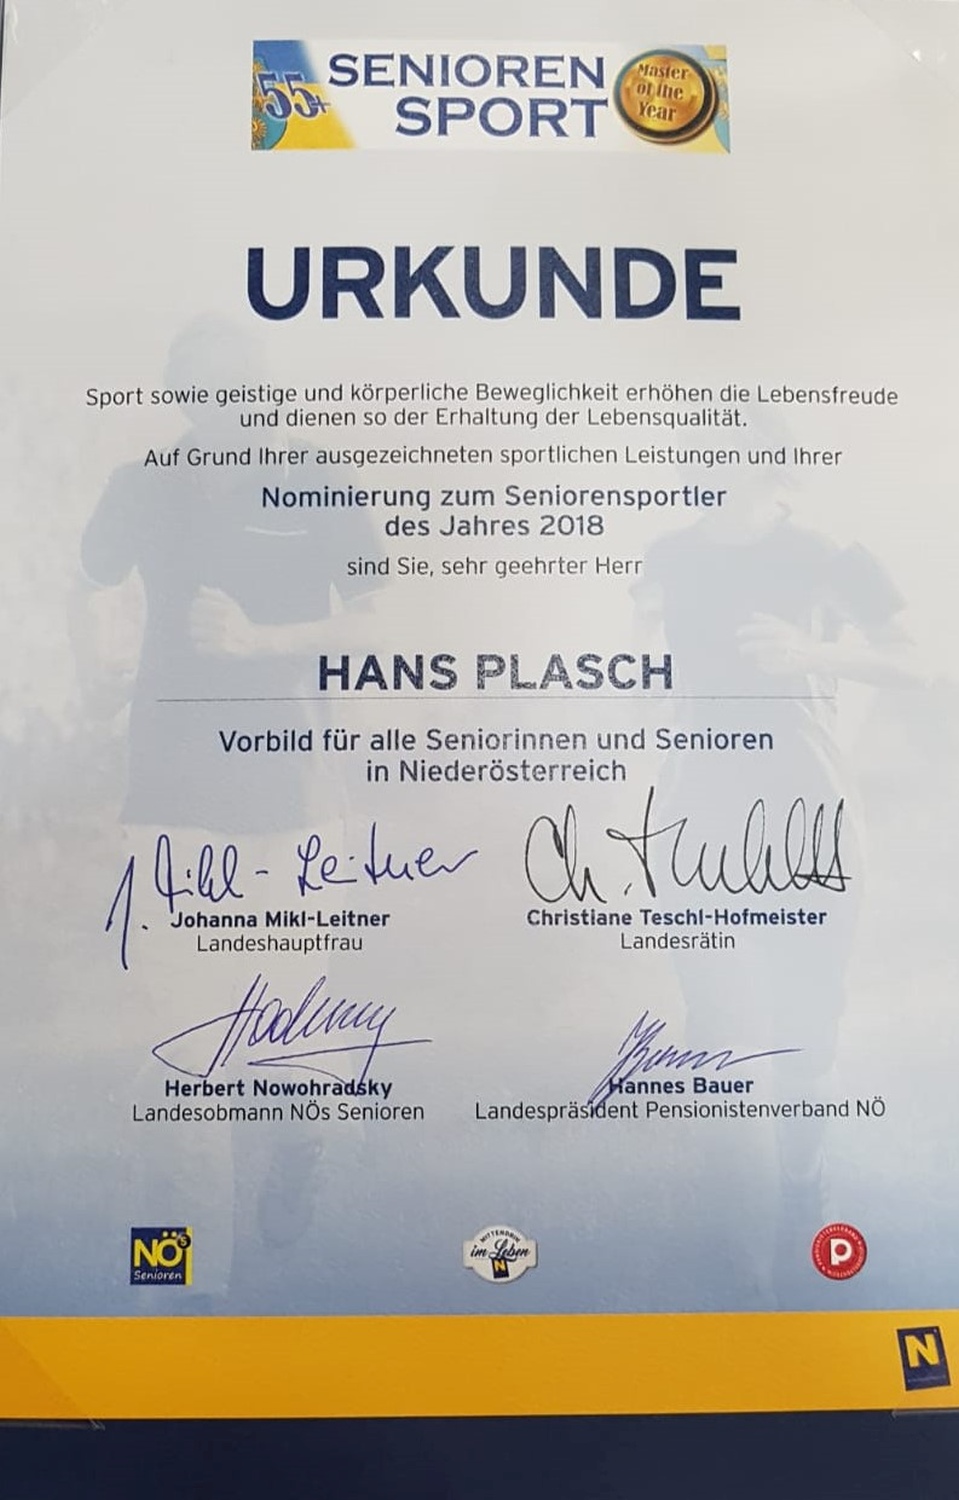 55+
SENIOREN
SPORT
Master
of the
Year
URKUNDE
Sport sowie geistige und körperliche Beweglichkeit erhöhen die Lebensfreude
und dienen so der Erhaltung der Lebensqualität.
Auf Grund Ihrer ausgezeichneten sportlichen Leistungen und Ihrer
Nominierung zum Seniorensportler
des Jahres 2018
sind Sie, sehr geehrter Herr
HANS PLASCH
Vorbild für alle Seniorinnen und Senioren
in Niederösterreich
J. Mikl-Leitner
Johanna Mikl-Leitner
Landeshauptfrau
Christiane Teschl-Hofmeister
Landesrätin
Herbert Nowohradsky
Landesobmann NÖs Senioren
Hannes Bauer
Landespräsident Pensionistenverband NÖ
NÖ's
Senioren
MITTENDRIN
im Leben
N
P
N